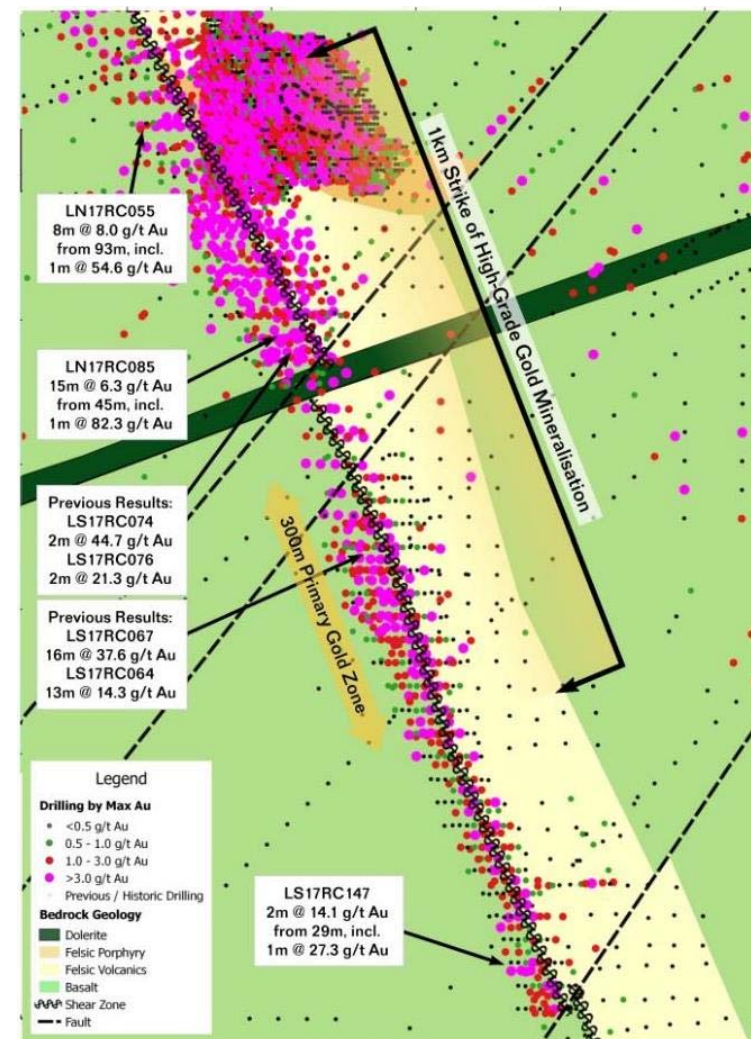 1km Strike of High-Grade Gold Mineralisation
LN17RC055
8m @ 8.0 g/t Au
from 93m, incl.
1m @ 54.6 g/t Au
LN17RC085
15m @ 6.3 g/t Au
from 45m, incl.
1m @ 82.3 g/t Au
Previous Results:
LS17RC074
2m @ 44.7 g/t Au
LS17RC076
2m @ 21.3 g/t Au
300m Primary Gold Zone
Previous Results:
LS17RC067
16m @ 37.6 g/t Au
LS17RC064
13m @ 14.3 g/t Au
Legend
Drilling by Max Au
<0.5 g/t Au
0.5 - 1.0 g/t Au
1.0 - 3.0 g/t Au
>3.0 g/t Au
Previous / Historic Drilling
Bedrock Geology
Dolerite
Felsic Porphyry
Felsic Volcanics
Basalt
Shear Zone
Fault
LS17RC147
2m @ 14.1 g/t Au
from 29m, incl.
1m @ 27.3 g/t Au